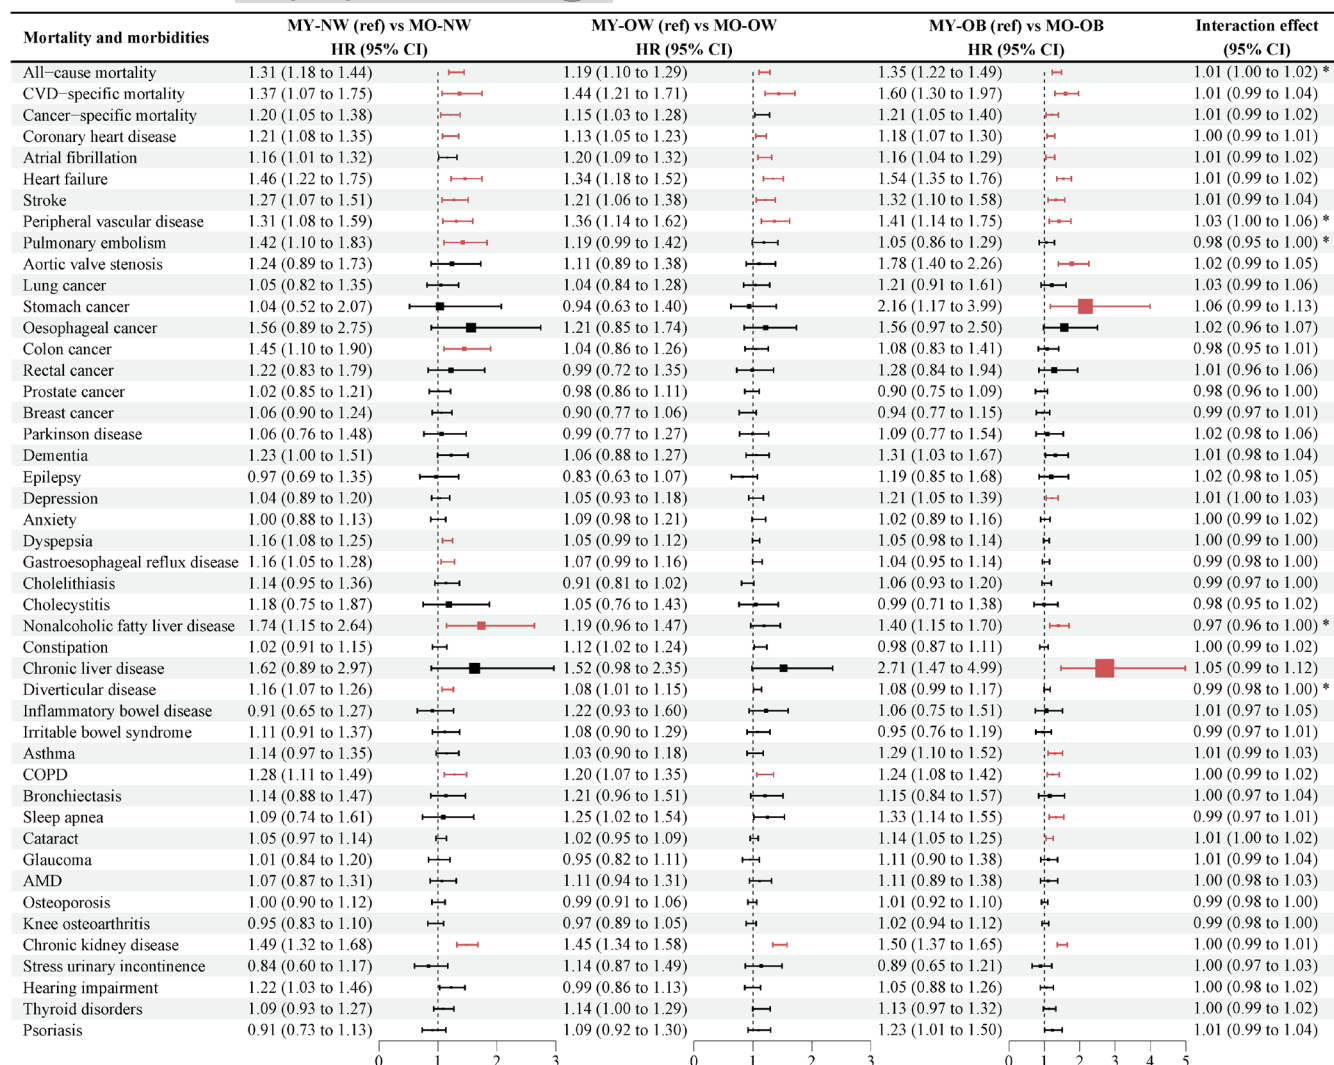 MY-NW (ref) vs MO-NW MY-OW (ref) vs MO-OW MY-OB (ref) vs MO-OB Interaction effect
Mortality and morbidities
HR (95% CI) HR (95% CI) HR (95% CI) (95% CI)
All-cause mortality 1.31 (1.18 to 1.44) 1.19 (1.10 to 1.29) 1.35 (1.22 to 1.49) 1.01 (1.00 to 1.02) *
CVD−specific mortality 1.37 (1.07 to 1.75) 1.44 (1.21 to 1.71) 1.60 (1.30 to 1.97) 1.01 (0.99 to 1.04)
Cancer−specific mortality 1.20 (1.05 to 1.38) 1.15 (1.03 to 1.28) 1.21 (1.05 to 1.40) 1.01 (0.99 to 1.02)
Coronary heart disease 1.21 (1.08 to 1.35) 1.13 (1.05 to 1.23) 1.18 (1.07 to 1.30) 1.00 (0.99 to 1.01)
Atrial fibrillation 1.16 (1.01 to 1.32) 1.20 (1.09 to 1.32) 1.16 (1.04 to 1.29) 1.01 (0.99 to 1.02)
Heart failure 1.46 (1.22 to 1.75) 1.34 (1.18 to 1.52) 1.54 (1.35 to 1.76) 1.01 (0.99 to 1.02)
Stroke 1.27 (1.07 to 1.51) 1.21 (1.06 to 1.38) 1.32 (1.10 to 1.58) 1.01 (0.99 to 1.04)
Peripheral vascular disease 1.31 (1.08 to 1.59) 1.36 (1.14 to 1.62) 1.41 (1.14 to 1.75) 1.03 (1.00 to 1.06) *
Pulmonary embolism 1.42 (1.10 to 1.83) 1.19 (0.99 to 1.42) 1.05 (0.86 to 1.29) 0.98 (0.95 to 1.00) *
Aortic valve stenosis 1.24 (0.89 to 1.73) 1.11 (0.89 to 1.38) 1.78 (1.40 to 2.26) 1.02 (0.99 to 1.05)
Lung cancer 1.05 (0.82 to 1.35) 1.04 (0.84 to 1.28) 1.21 (0.91 to 1.61) 1.03 (0.99 to 1.06)
Stomach cancer 1.04 (0.52 to 2.07) 0.94 (0.63 to 1.40) 2.16 (1.17 to 3.99) 1.06 (0.99 to 1.13)
Oesophageal cancer 1.56 (0.89 to 2.75) 1.21 (0.85 to 1.74) 1.56 (0.97 to 2.50) 1.02 (0.96 to 1.07)
Colon cancer 1.45 (1.10 to 1.90) 1.04 (0.86 to 1.26) 1.08 (0.83 to 1.41) 0.98 (0.95 to 1.01)
Rectal cancer 1.22 (0.83 to 1.79) 0.99 (0.72 to 1.35) 1.28 (0.84 to 1.94) 1.01 (0.96 to 1.06)
Prostate cancer 1.02 (0.85 to 1.21) 0.98 (0.86 to 1.11) 0.90 (0.75 to 1.09) 0.98 (0.96 to 1.00)
Breast cancer 1.06 (0.90 to 1.24) 0.90 (0.77 to 1.06) 0.94 (0.77 to 1.15) 0.99 (0.97 to 1.01)
Parkinson disease 1.06 (0.76 to 1.48) 0.99 (0.77 to 1.27) 1.09 (0.77 to 1.54) 1.02 (0.98 to 1.06)
Dementia 1.23 (1.00 to 1.51) 1.06 (0.88 to 1.27) 1.31 (1.03 to 1.67) 1.01 (0.98 to 1.04)
Epilepsy 0.97 (0.69 to 1.35) 0.83 (0.63 to 1.07) 1.19 (0.85 to 1.68) 1.02 (0.98 to 1.05)
Depression 1.04 (0.89 to 1.20) 1.05 (0.93 to 1.18) 1.21 (1.05 to 1.39) 1.01 (1.00 to 1.03)
Anxiety 1.00 (0.88 to 1.13) 1.09 (0.98 to 1.21) 1.02 (0.89 to 1.16) 1.00 (0.99 to 1.02)
Dyspepsia 1.16 (1.08 to 1.25) 1.05 (0.99 to 1.12) 1.05 (0.98 to 1.14) 1.00 (0.99 to 1.00)
Gastroesophageal reflux disease 1.16 (1.05 to 1.28) 1.07 (0.99 to 1.16) 1.04 (0.95 to 1.14) 0.99 (0.98 to 1.00)
Cholelithiasis 1.14 (0.95 to 1.36) 0.91 (0.81 to 1.02) 1.06 (0.93 to 1.20) 0.99 (0.97 to 1.00)
Cholecystitis 1.18 (0.75 to 1.87) 1.05 (0.76 to 1.43) 0.99 (0.71 to 1.38) 0.98 (0.95 to 1.02)
Nonalcoholic fatty liver disease 1.74 (1.15 to 2.64) 1.19 (0.96 to 1.47) 1.40 (1.15 to 1.70) 0.97 (0.96 to 1.00) *
Constipation 1.02 (0.91 to 1.15) 1.12 (1.02 to 1.24) 0.98 (0.87 to 1.11) 1.00 (0.99 to 1.02)
Chronic liver disease 1.62 (0.89 to 2.97) 1.52 (0.98 to 2.35) 2.71 (1.47 to 4.99) 1.05 (0.99 to 1.12)
Diverticular disease 1.16 (1.07 to 1.26) 1.08 (1.01 to 1.15) 1.08 (0.99 to 1.17) 0.99 (0.98 to 1.00) *
Inflammatory bowel disease 0.91 (0.65 to 1.27) 1.22 (0.93 to 1.60) 1.06 (0.75 to 1.51) 1.01 (0.97 to 1.05)
Irritable bowel syndrome 1.11 (0.91 to 1.37) 1.08 (0.90 to 1.29) 0.95 (0.76 to 1.19) 0.99 (0.97 to 1.01)
Asthma 1.14 (0.97 to 1.35) 1.03 (0.90 to 1.18) 1.29 (1.10 to 1.52) 1.01 (0.99 to 1.03)
COPD 1.28 (1.11 to 1.49) 1.20 (1.07 to 1.35) 1.24 (1.08 to 1.42) 1.00 (0.99 to 1.02)
Bronchiectasis 1.14 (0.88 to 1.47) 1.21 (0.96 to 1.51) 1.15 (0.84 to 1.57) 1.00 (0.97 to 1.04)
Sleep apnea 1.09 (0.74 to 1.61) 1.25 (1.02 to 1.54) 1.33 (1.14 to 1.55) 0.99 (0.97 to 1.01)
Cataract 1.05 (0.97 to 1.14) 1.02 (0.95 to 1.09) 1.14 (1.05 to 1.25) 1.01 (1.00 to 1.02)
Glaucoma 1.01 (0.84 to 1.20) 0.95 (0.82 to 1.11) 1.11 (0.90 to 1.38) 1.01 (0.99 to 1.04)
AMD 1.07 (0.87 to 1.31) 1.11 (0.94 to 1.31) 1.11 (0.89 to 1.38) 1.00 (0.98 to 1.03)
Osteoporosis 1.00 (0.90 to 1.12) 0.99 (0.91 to 1.06) 1.01 (0.92 to 1.10) 0.99 (0.98 to 1.00)
Knee osteoarthritis 0.95 (0.83 to 1.10) 0.97 (0.89 to 1.05) 1.02 (0.94 to 1.12) 0.99 (0.98 to 1.00)
Chronic kidney disease 1.49 (1.32 to 1.68) 1.45 (1.34 to 1.58) 1.50 (1.37 to 1.65) 1.00 (0.99 to 1.01)
Stress urinary incontinence 0.84 (0.60 to 1.17) 1.14 (0.87 to 1.49) 0.89 (0.65 to 1.21) 1.00 (0.97 to 1.03)
Hearing impairment 1.22 (1.03 to 1.46) 0.99 (0.86 to 1.13) 1.05 (0.88 to 1.26) 1.00 (0.98 to 1.02)
Thyroid disorders 1.09 (0.93 to 1.27) 1.14 (1.00 to 1.29) 1.13 (0.97 to 1.32) 1.00 (0.99 to 1.02)
Psoriasis 0.91 (0.73 to 1.13) 1.09 (0.92 to 1.30) 1.23 (1.01 to 1.50) 1.01 (0.99 to 1.04)
0 1 2 3 0 1 2 3 0 1 2 3 4 5